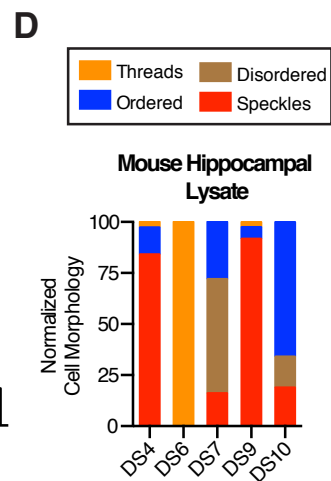 D
Threads
Disordered
Ordered
Speckles
Mouse Hippocampal
Lysate
Normalized
Cell Morphology
100
75
50
25
0
DS4
DS6
DS7
DS9
DS10